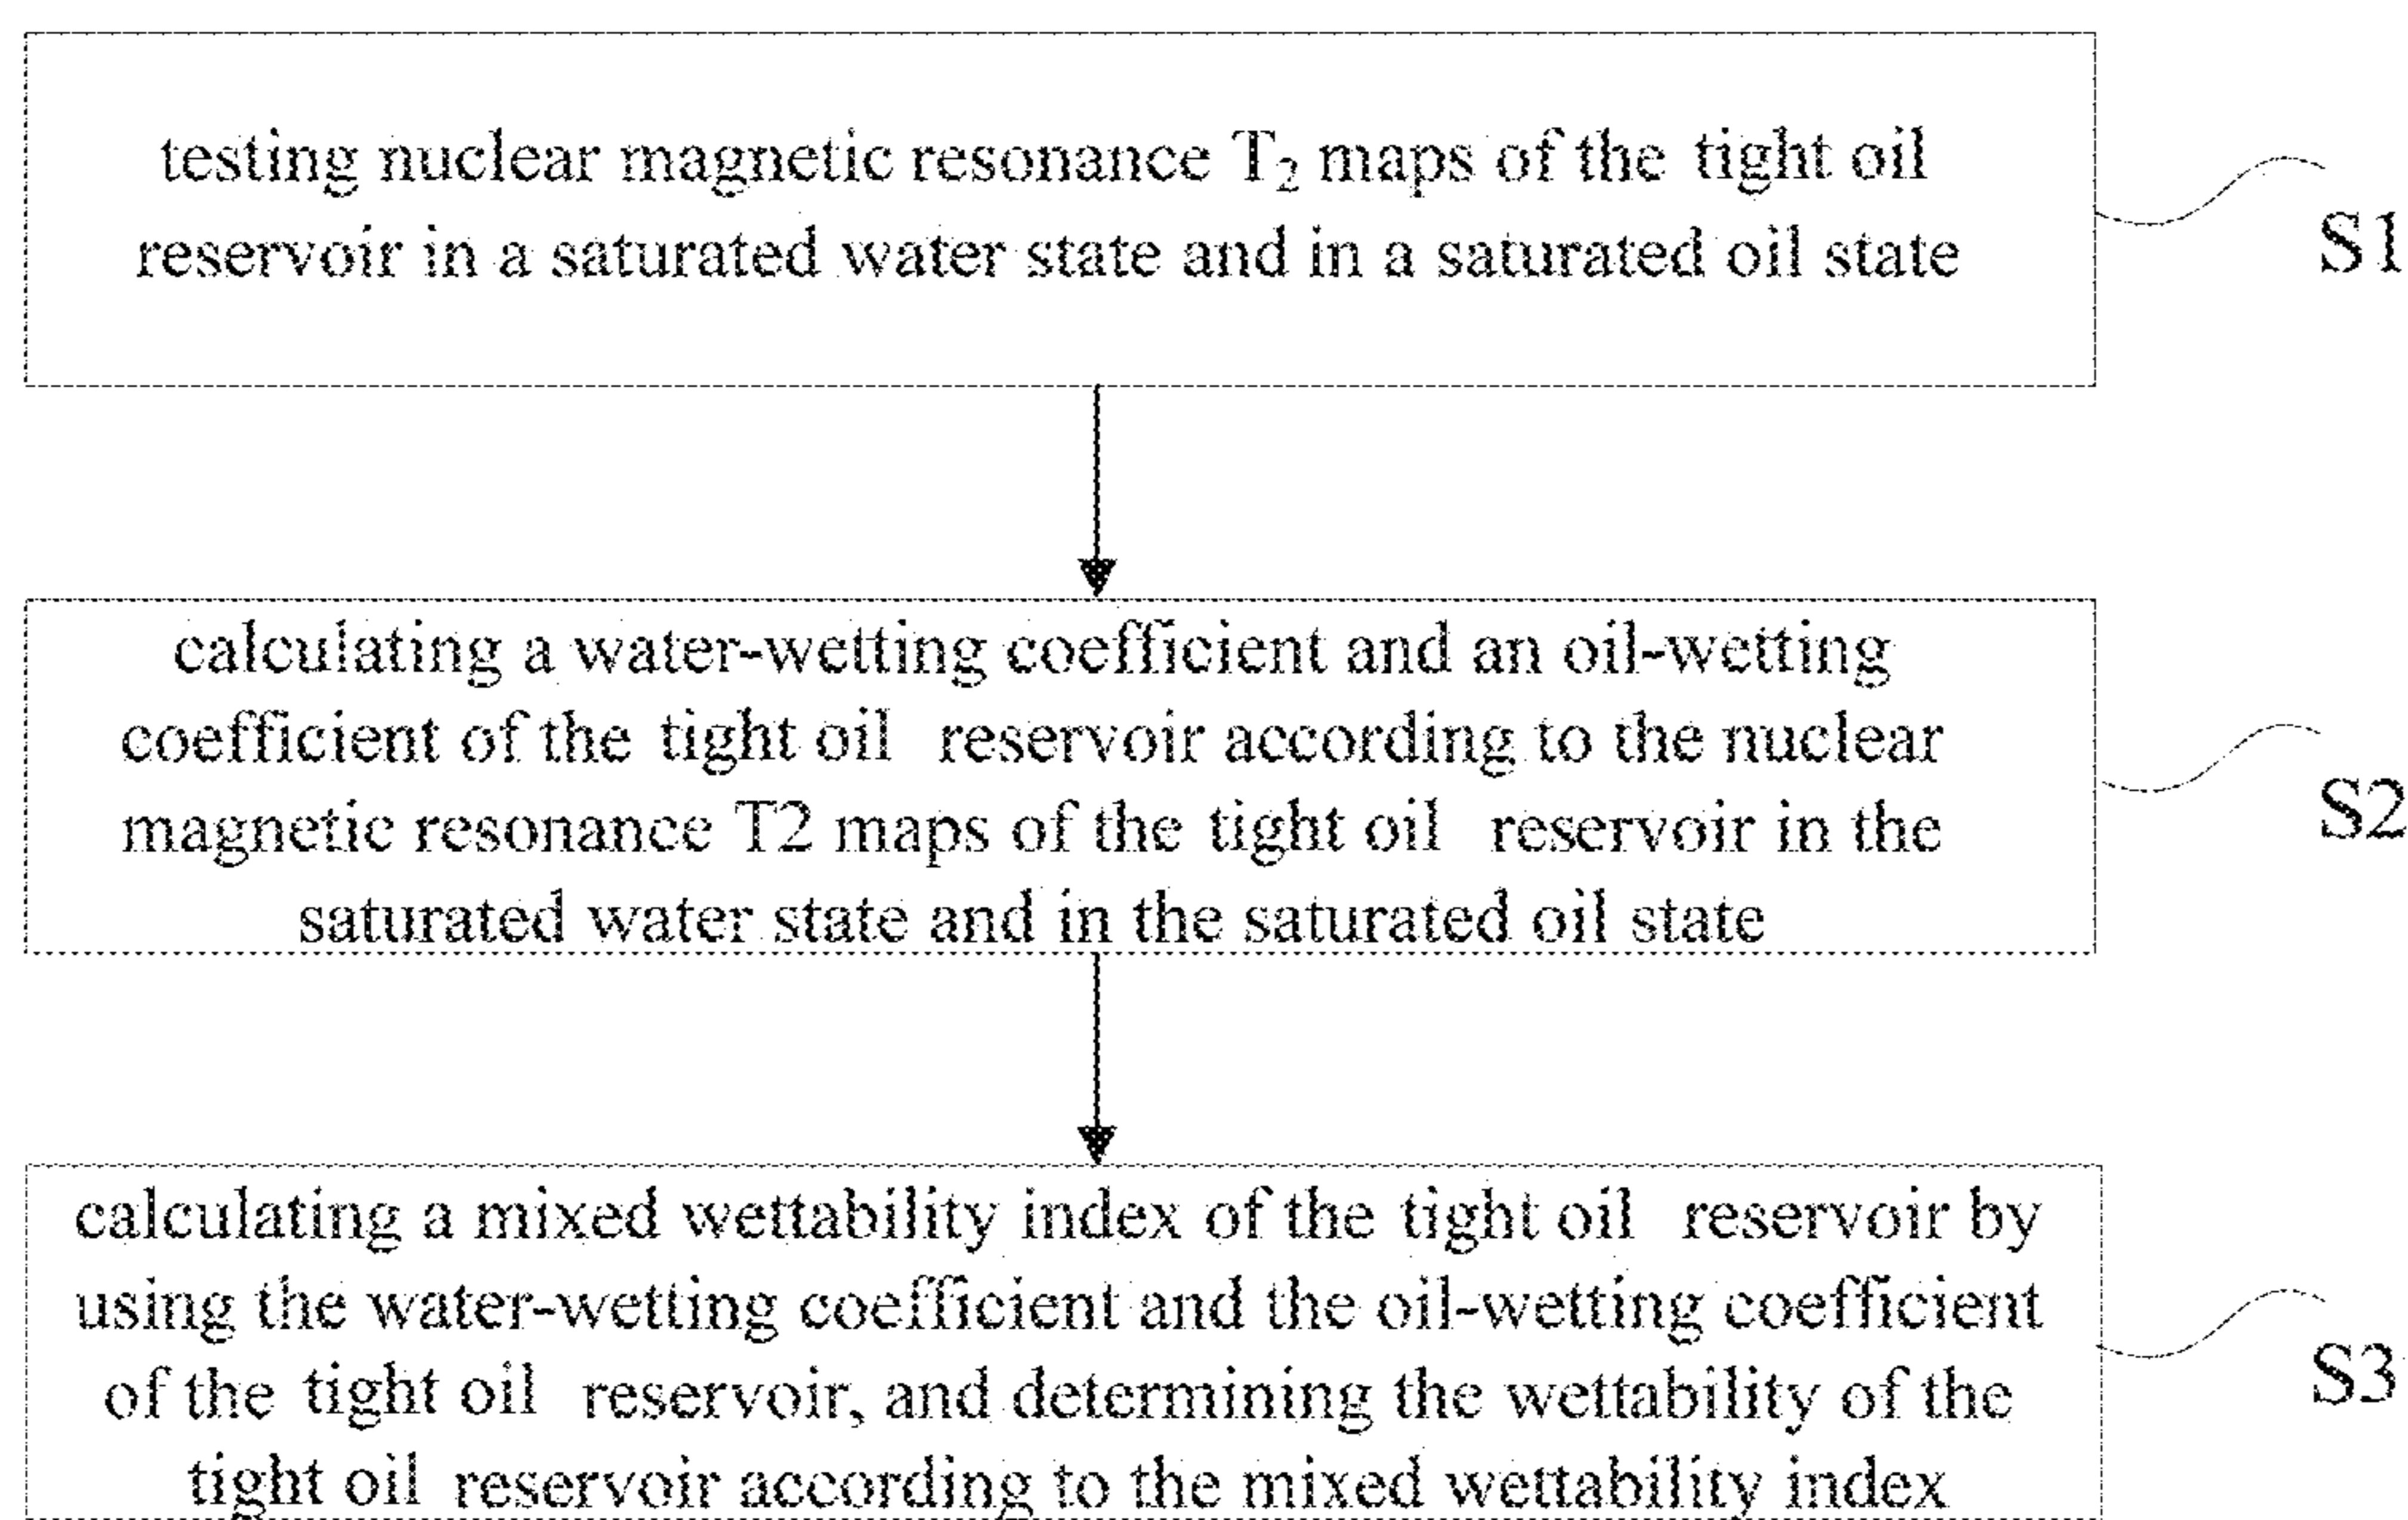 testing nuclear magnetic resonance T₂ maps of the tight oil
reservoir in a saturated water state and in a saturated oil state
S1
calculating a water-wetting coefficient and an oil-wetting
coefficient of the tight oil reservoir according to the nuclear
magnetic resonance T2 maps of the tight oil reservoir in the
saturated water state and in the saturated oil state
S2
calculating a mixed wettability index of the tight oil reservoir by
using the water-wetting coefficient and the oil-wetting coefficient
of the tight oil reservoir, and determining the wettability of the
tight oil reservoir according to the mixed wettability index
S3